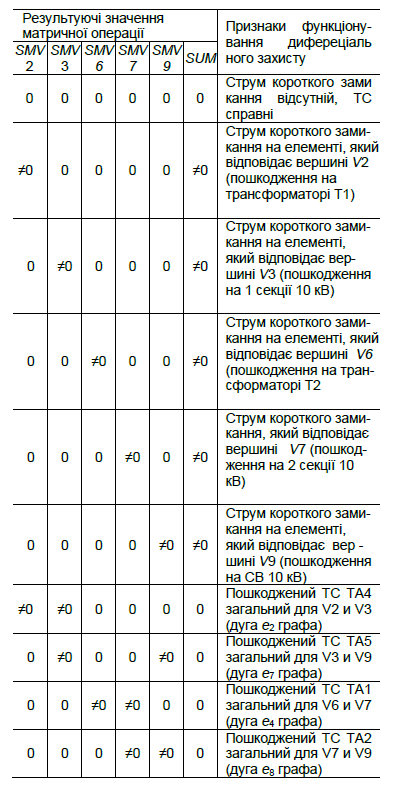 Результуючі значення матричної операції
Признаки функціону-
вання дифереціаль
ного захисту
SMV 2 SMV 3 SMV 6 SMV 7 SMV 9 SUM
0 0 0 0 0 0
Струм короткого зами
кання відсутній, ТС
справні
≠0 0 0 0 0 ≠0
Струм короткого зами-
кання на елементі, який
відповідає вершині V2
(пошкодження на
трансформаторі Т1)
0 ≠0 0 0 0 ≠0
Струм короткого зами-
кання на елементі,
який відповідає вер-
шині V3 (пошкодження
на 1 секції 10 кВ)
0 0 ≠0 0 0 ≠0
Струм короткого зами-
кання на елементі, який
відповідає вершині V6
(пошкодження на тран-
сформаторі Т2
0 0 0 ≠0 0 ≠0
Струм короткого зами-
кання, який відповідає
вершині V7 (пошкод-
ження на 2 секції 10
кВ)
0 0 0 0 ≠0 ≠0
Струм короткого зами-
кання на елементі,
який відповідає вер -
шині V9 (пошкодження
на СВ 10 кВ)
≠0 ≠0 0 0 0 0
Пошкоджений ТС ТА4
загальний для V2 и V3
(дуга e2 графа)
0 ≠0 0 0 ≠0 0
Пошкоджений ТС ТА5
загальний для V3 и V9
(дуга e7 графа)
0 0 ≠0 ≠0 0 0
Пошкоджений ТС ТА1
загальний для V6 и V7
(дуга e4 графа)
0 0 0 ≠0 ≠0 0
Пошкоджений ТС ТА2
загальний для V7 и V9
(дуга e8 графа)